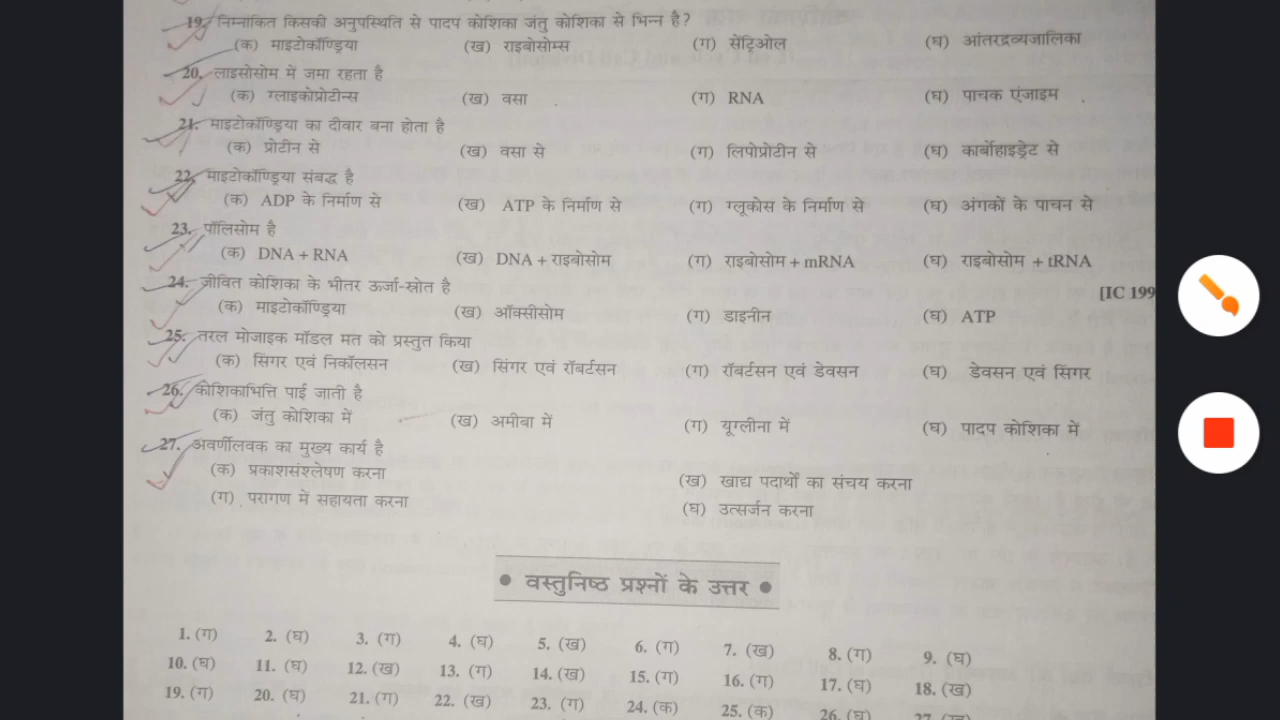 19. निम्नांकित किसकी अनुपस्थिति से पादप कोशिका जंतु कोशिका से भिन्न है?
(क) माइटोकॉण्ड्रिया (ख) राइबोसोम्स (ग) सेंट्रिओल (घ) आंतरद्रव्यजालिका
20. लाइसोसोम में जमा रहता है
(क) ग्लाइकोप्रोटीन्स (ख) वसा (ग) RNA (घ) पाचक एंजाइम
21. माइटोकॉण्ड्रिया का दीवार बना होता है
(क) प्रोटीन से (ख) वसा से (ग) लिपोप्रोटीन से (घ) कार्बोहाइड्रेट से
22. माइटोकॉण्ड्रिया संबद्ध है
(क) ADP के निर्माण से (ख) ATP के निर्माण से (ग) ग्लूकोस के निर्माण से (घ) अंगकों के पाचन से
23. पॉलिसोम है
(क) DNA + RNA (ख) DNA + राइबोसोम (ग) राइबोसोम + mRNA (घ) राइबोसोम + tRNA
24. जीवित कोशिका के भीतर ऊर्जा-स्रोत है
[IC 199
(क) माइटोकॉण्ड्रिया (ख) ऑक्सीसोम (ग) डाइनीन (घ) ATP
25. तरल मोजाइक मॉडल मत को प्रस्तुत किया
(क) सिंगर एवं निकॉलसन (ख) सिंगर एवं रॉबर्टसन (ग) रॉबर्टसन एवं डेवसन (घ) डेवसन एवं सिंगर
26. कोशिकाभित्ति पाई जाती है
(क) जंतु कोशिका में (ख) अमीबा में (ग) यूग्लीना में (घ) पादप कोशिका में
27. अवर्णीलवक का मुख्य कार्य है
(क) प्रकाशसंश्लेषण करना (ख) खाद्य पदार्थों का संचय करना
(ग) परागण में सहायता करना (घ) उत्सर्जन करना
• वस्तुनिष्ठ प्रश्नों के उत्तर •
1. (ग) 2. (घ) 3. (ग) 4. (घ) 5. (ख) 6. (ग) 7. (ख) 8. (ग) 9. (घ)
10. (घ) 11. (घ) 12. (ख) 13. (ग) 14. (ख) 15. (ग) 16. (ग) 17. (घ) 18. (ख)
19. (ग) 20. (घ) 21. (ग) 22. (ख) 23. (ग) 24. (क) 25. (क) 26. (घ) 27. (ख)